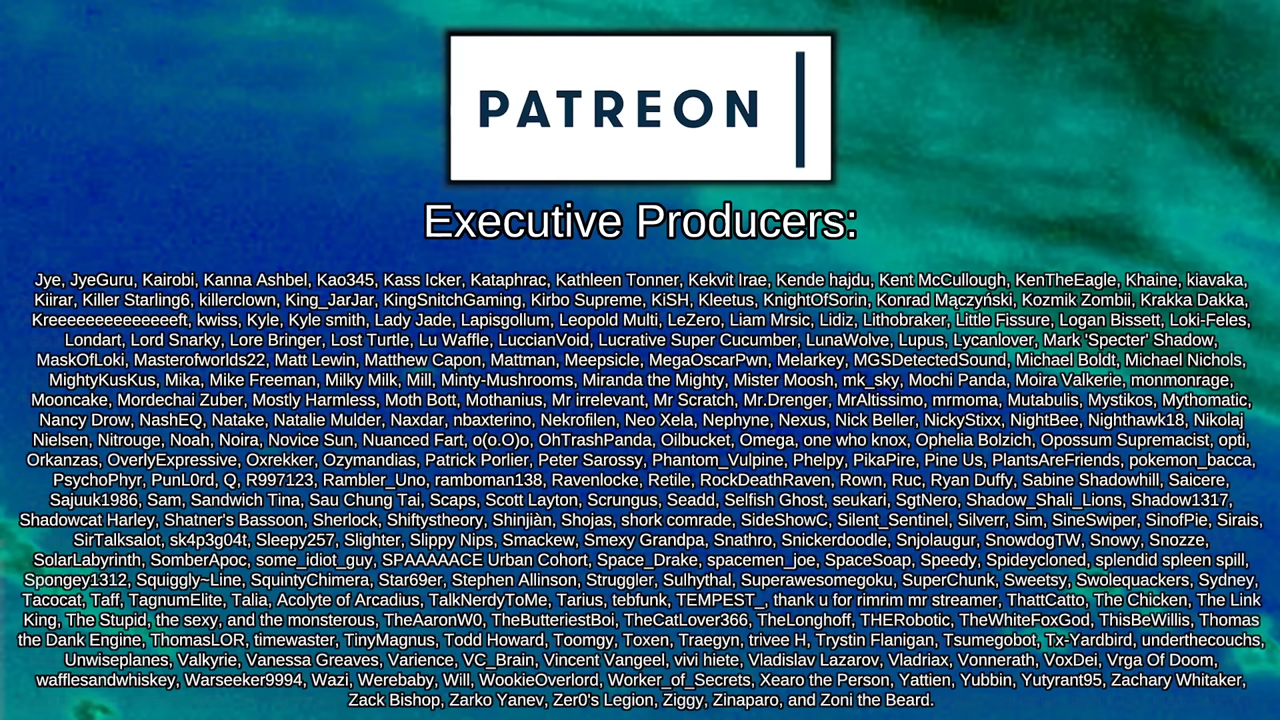 PATREON
Executive Producers:
Jye, JyeGuru, Kairobi, Kanna Ashbel, Kao345, Kass Icker, Kataphrac, Kathleen Tonner, Kekvit Irae, Kende hajdu, Kent McCullough, KenTheEagle, Khaine, kiavaka,
Kiirar, Killer Starling6, killerclown, King_JarJar, KingSnitchGaming, Kirbo Supreme, KiSH, Kleetus, KnightOfSorin, Konrad Mączyński, Kozmik Zombii, Krakka Dakka,
Kreeeeeeeeeeeeeeft, kwiss, Kyle, Kyle smith, Lady Jade, Lapisgollum, Leopold Multi, LeZero, Liam Mrsic, Lidiz, Lithobraker, Little Fissure, Logan Bissett, Loki-Feles,
Londart, Lord Snarky, Lore Bringer, Lost Turtle, Lu Waffle, LuccianVoid, Lucrative Super Cucumber, LunaWolve, Lupus, Lycanlover, Mark 'Specter' Shadow,
MaskOfLoki, Masterofworlds22, Matt Lewin, Matthew Capon, Mattman, Meepsicle, MegaOscarPwn, Melarkey, MGSDetectedSound, Michael Boldt, Michael Nichols,
MightyKusKus, Mika, Mike Freeman, Milky Milk, Mill, Minty-Mushrooms, Miranda the Mighty, Mister Moosh, mk_sky, Mochi Panda, Moira Valkerie, monmonrage,
Mooncake, Mordechai Zuber, Mostly Harmless, Moth Bott, Mothanius, Mr irrelevant, Mr Scratch, Mr.Drenger, MrAltissimo, mrmoma, Mutabulis, Mystikos, Mythomatic,
Nancy Drow, NashEQ, Natake, Natalie Mulder, Naxdar, nbaxterino, Nekrofilen, Neo Xela, Nephyne, Nexus, Nick Beller, NickyStixx, NightBee, Nighthawk18, Nikolaj
Nielsen, Nitrouge, Noah, Noira, Novice Sun, Nuanced Fart, o(o.O)o, OhTrashPanda, Oilbucket, Omega, one who knox, Ophelia Bolzich, Opossum Supremacist, opti,
Orkanzas, OverlyExpressive, Oxrekker, Ozymandias, Patrick Porlier, Peter Sarossy, Phantom_Vulpine, Phelpy, PikaPire, Pine Us, PlantsAreFriends, pokemon_bacca,
PsychoPhyr, PunL0rd, Q, R997123, Rambler_Uno, ramboman138, Ravenlocke, Retile, RockDeathRaven, Rown, Ruc, Ryan Duffy, Sabine Shadowhill, Saicere,
Sajuuk1986, Sam, Sandwich Tina, Sau Chung Tai, Scaps, Scott Layton, Scrungus, Seadd, Selfish Ghost, seukari, SgtNero, Shadow_Shali_Lions, Shadow1317,
Shadowcat Harley, Shatner's Bassoon, Sherlock, Shiftystheory, Shinjiàn, Shojas, shork comrade, SideShowC, Silent_Sentinel, Silverr, Sim, SineSwiper, SinofPie, Sirais,
SirTalksalot, sk4p3g04t, Sleepy257, Slighter, Slippy Nips, Smackew, Smexy Grandpa, Snathro, Snickerdoodle, Snjolaugur, SnowdogTW, Snowy, Snozze,
SolarLabyrinth, SomberApoc, some_idiot_guy, SPAAAAACE Urban Cohort, Space_Drake, spacemen_joe, SpaceSoap, Speedy, Spideycloned, splendid spleen spill,
Spongey1312, Squiggly~Line, SquintyChimera, Star69er, Stephen Allinson, Struggler, Sulhythal, Superawesomegoku, SuperChunk, Sweetsy, Swolequackers, Sydney,
Tacocat, Taff, TagnumElite, Talia, Acolyte of Arcadius, TalkNerdyToMe, Tarius, tebfunk, TEMPEST_, thank u for rimrim mr streamer, ThattCatto, The Chicken, The Link
King, The Stupid, the sexy, and the monsterous, TheAaronW0, TheButteriestBoi, TheCatLover366, TheLonghoff, THERobotic, TheWhiteFoxGod, ThisBeWillis, Thomas
the Dank Engine, ThomasLOR, timewaster, TinyMagnus, Todd Howard, Toomgy, Toxen, Traegyn, trivee H, Trystin Flanigan, Tsumegobot, Tx-Yardbird, underthecouchs,
Unwiseplanes, Valkyrie, Vanessa Greaves, Varience, VC_Brain, Vincent Vangeel, vivi hiete, Vladislav Lazarov, Vladriax, Vonnerath, VoxDei, Vrga Of Doom,
wafflesandwhiskey, Warseeker9994, Wazi, Werebaby, Will, WookieOverlord, Worker_of_Secrets, Xearo the Person, Yattien, Yubbin, Yutyrant95, Zachary Whitaker,
Zack Bishop, Zarko Yanev, Zer0's Legion, Ziggy, Zinaparo, and Zoni the Beard.